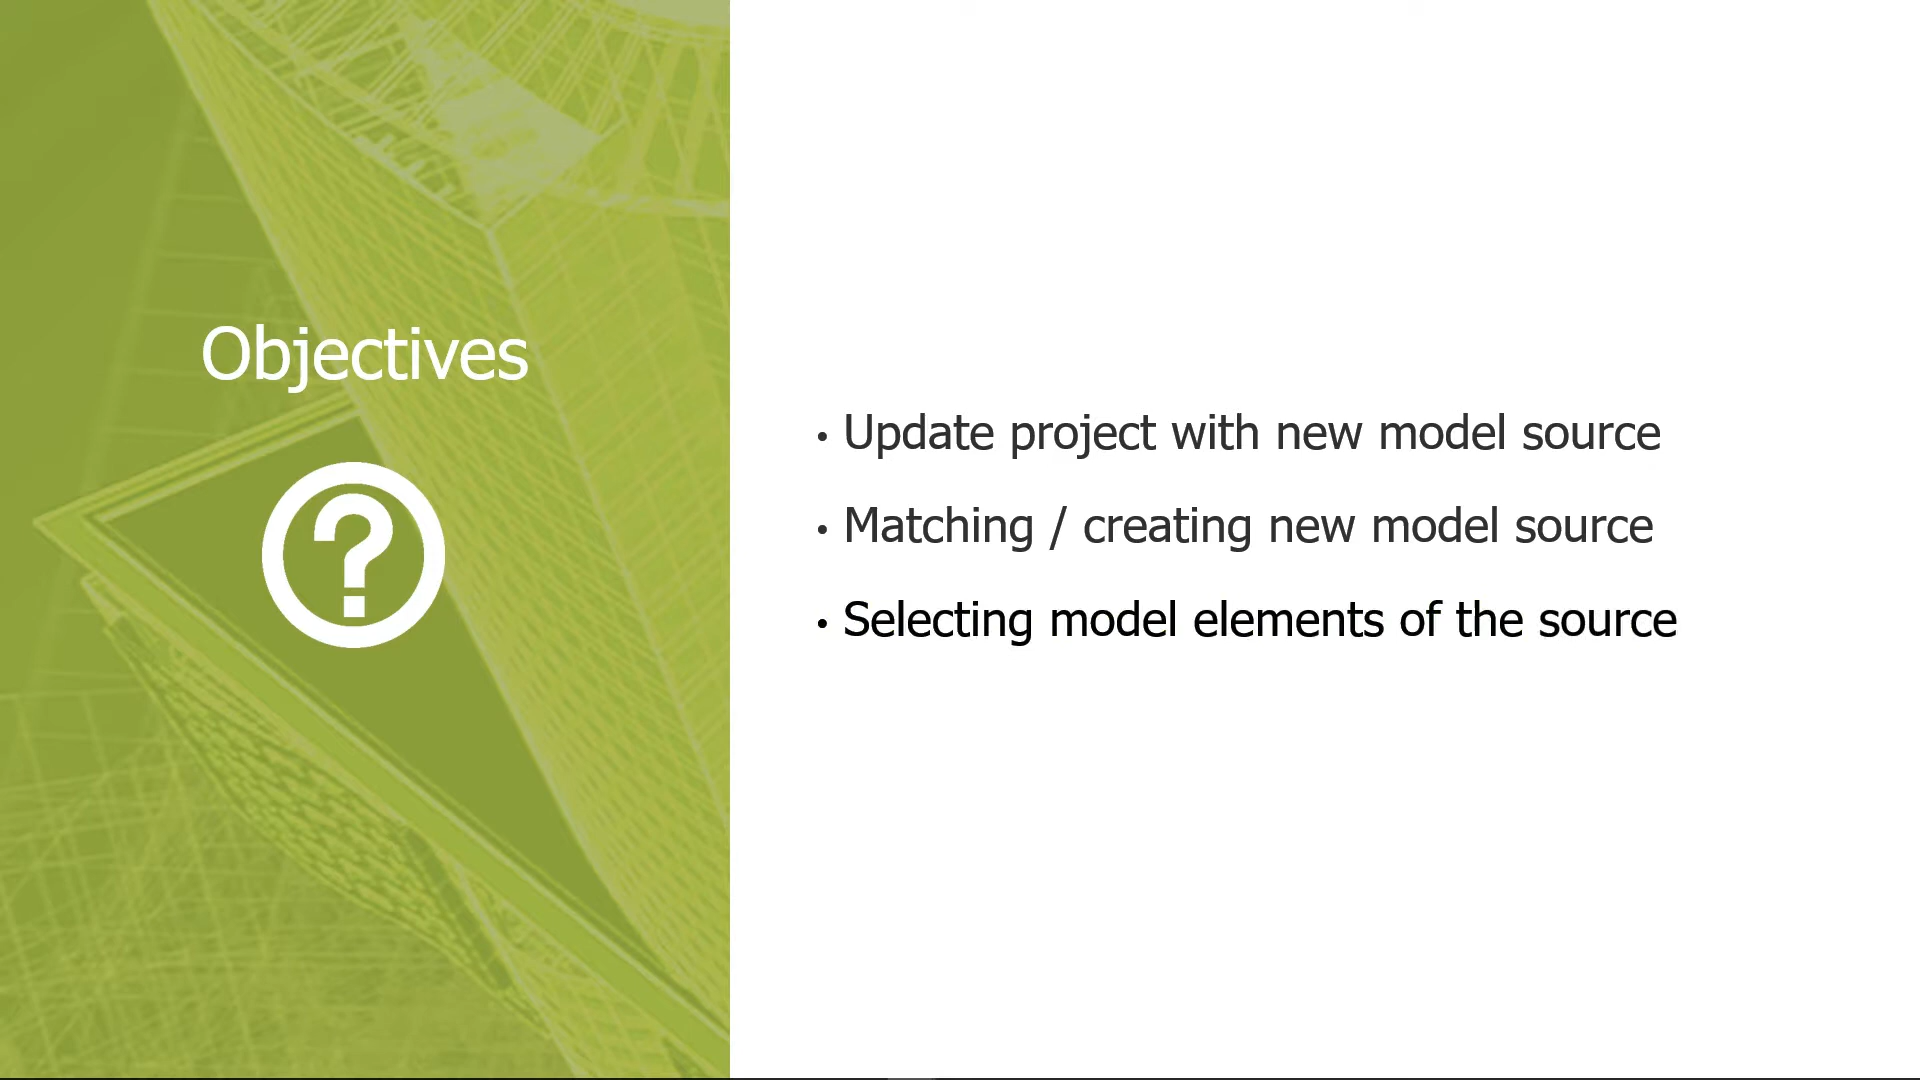 Objectives
• Update project with new model source
• Matching / creating new model source
• Selecting model elements of the source